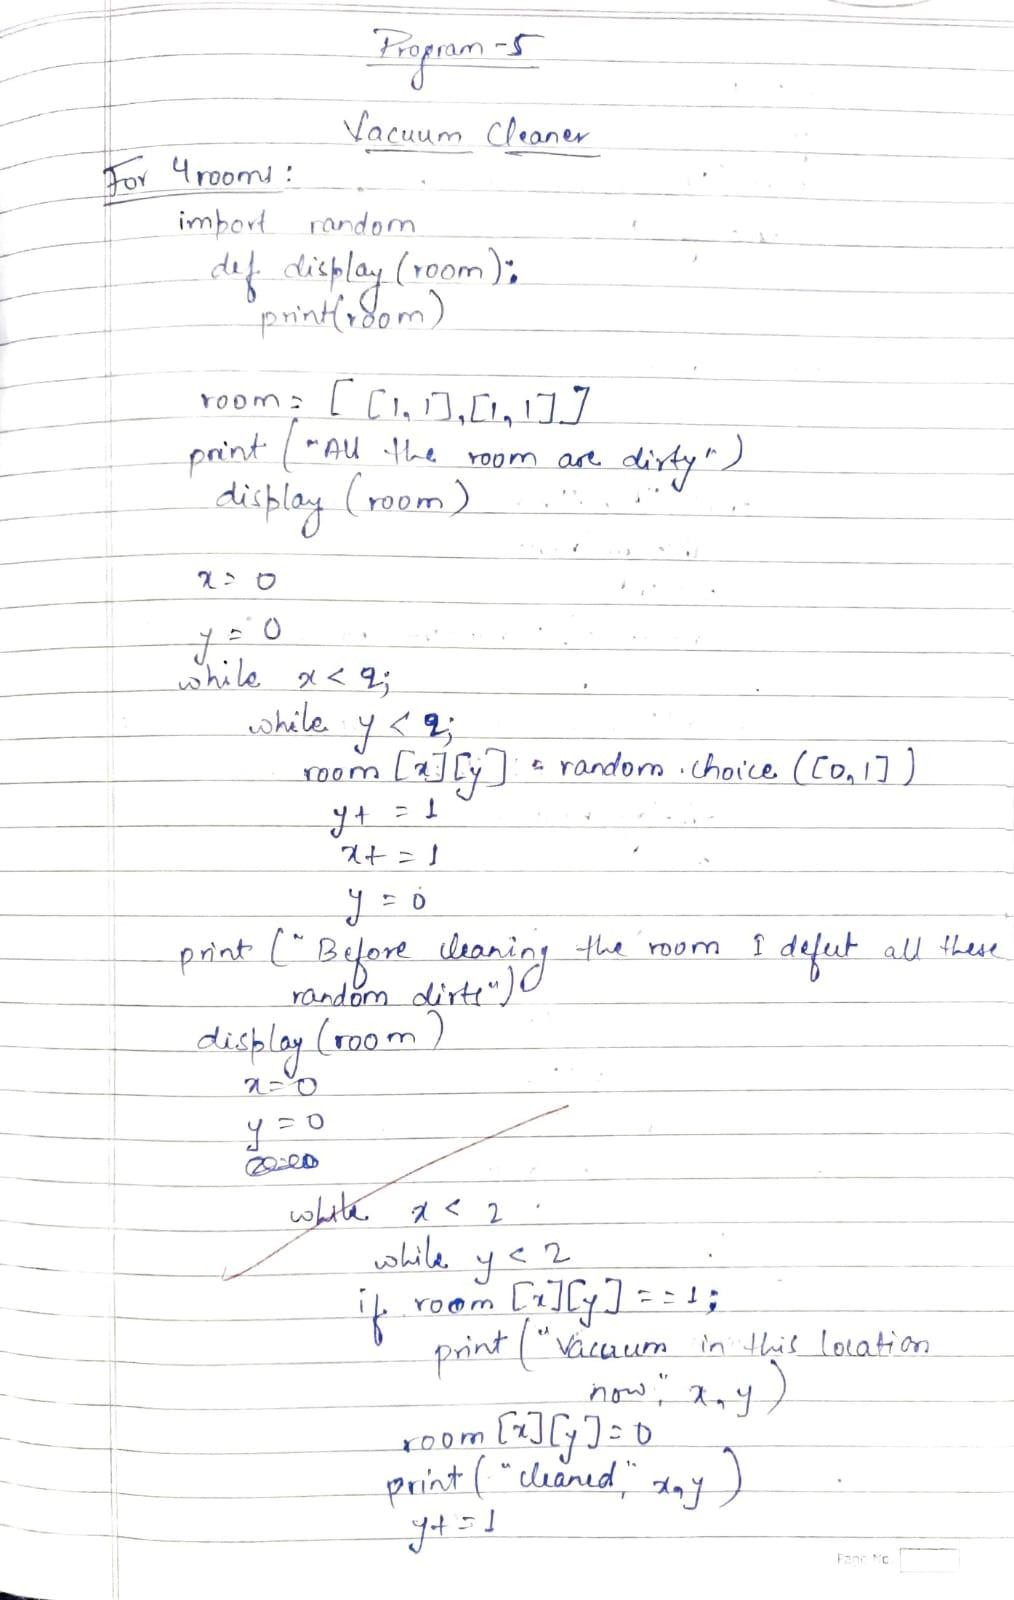 Program - 5
Vacuum Cleaner
For 4 rooms :
import random
def display (room):
print(room)
room = [ [1, 1], [1, 1] ]
print ("All the room are dirty")
display (room)
x = 0
y = 0
while x < 2;
while y < 2;
room [x] [y] = random.choice ([0, 1])
y+ = 1
x+ = 1
y = 0
print (" Before cleaning the room I defeut all these
random dirts")
display (room)
x = 0
y = 0
while x < 2
while y < 2
if room [x] [y] == 1;
print ("Vacuum in this location
now", x, y)
room [x] [y] = 0
print ("cleaned", x, y)
y+ = 1
Page No.